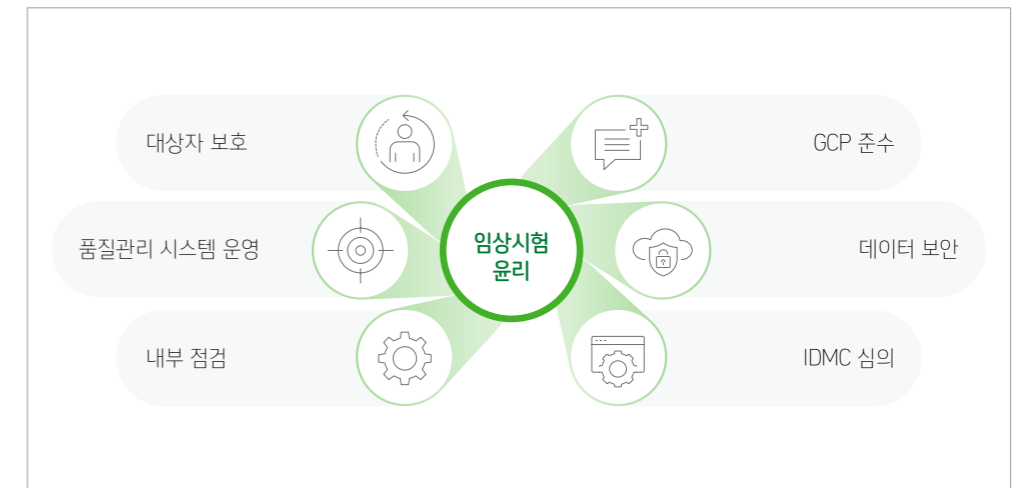 대상자 보호
GCP 준수
품질관리 시스템 운영
임상시험
윤리
데이터 보안
내부 점검
IDMC 심의